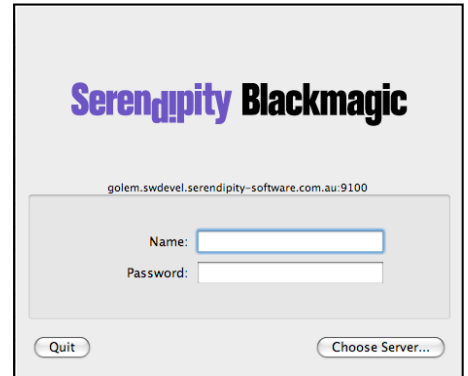 Serendipity Blackmagic
golem.swdevel.serendipity-software.com.au:9100
Name:
Password:
Quit
Choose Server...